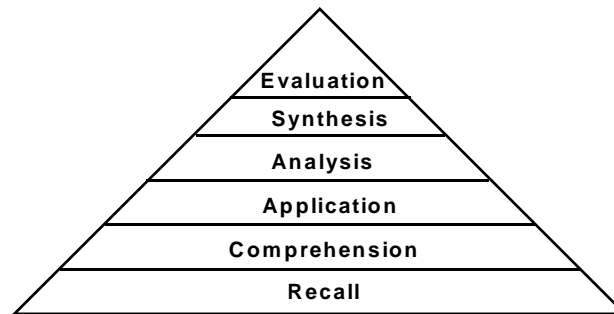 Evaluation
Synthesis
Analysis
Application
Comprehension
Recall